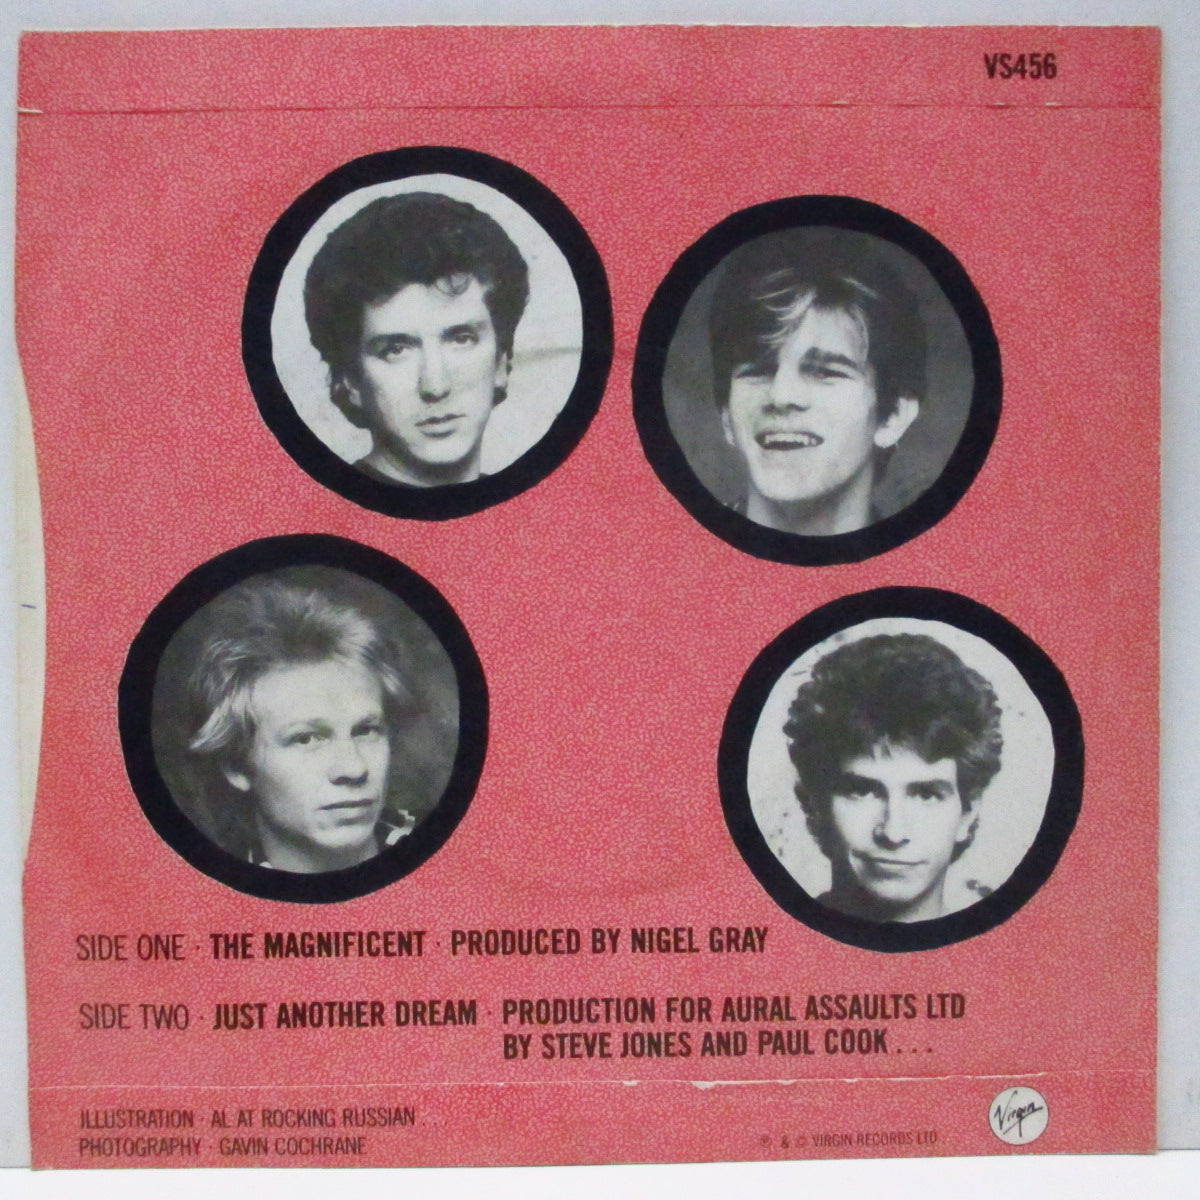 VS456
SIDE ONE · THE MAGNIFICENT · PRODUCED BY NIGEL GRAY
SIDE TWO · JUST ANOTHER DREAM · PRODUCTION FOR AURAL ASSAULTS LTD
BY STEVE JONES AND PAUL COOK...
ILLUSTRATION · AL AT ROCKING RUSSIAN...
PHOTOGRAPHY · GAVIN COCHRANE
℗ & © VIRGIN RECORDS LTD
Virgin